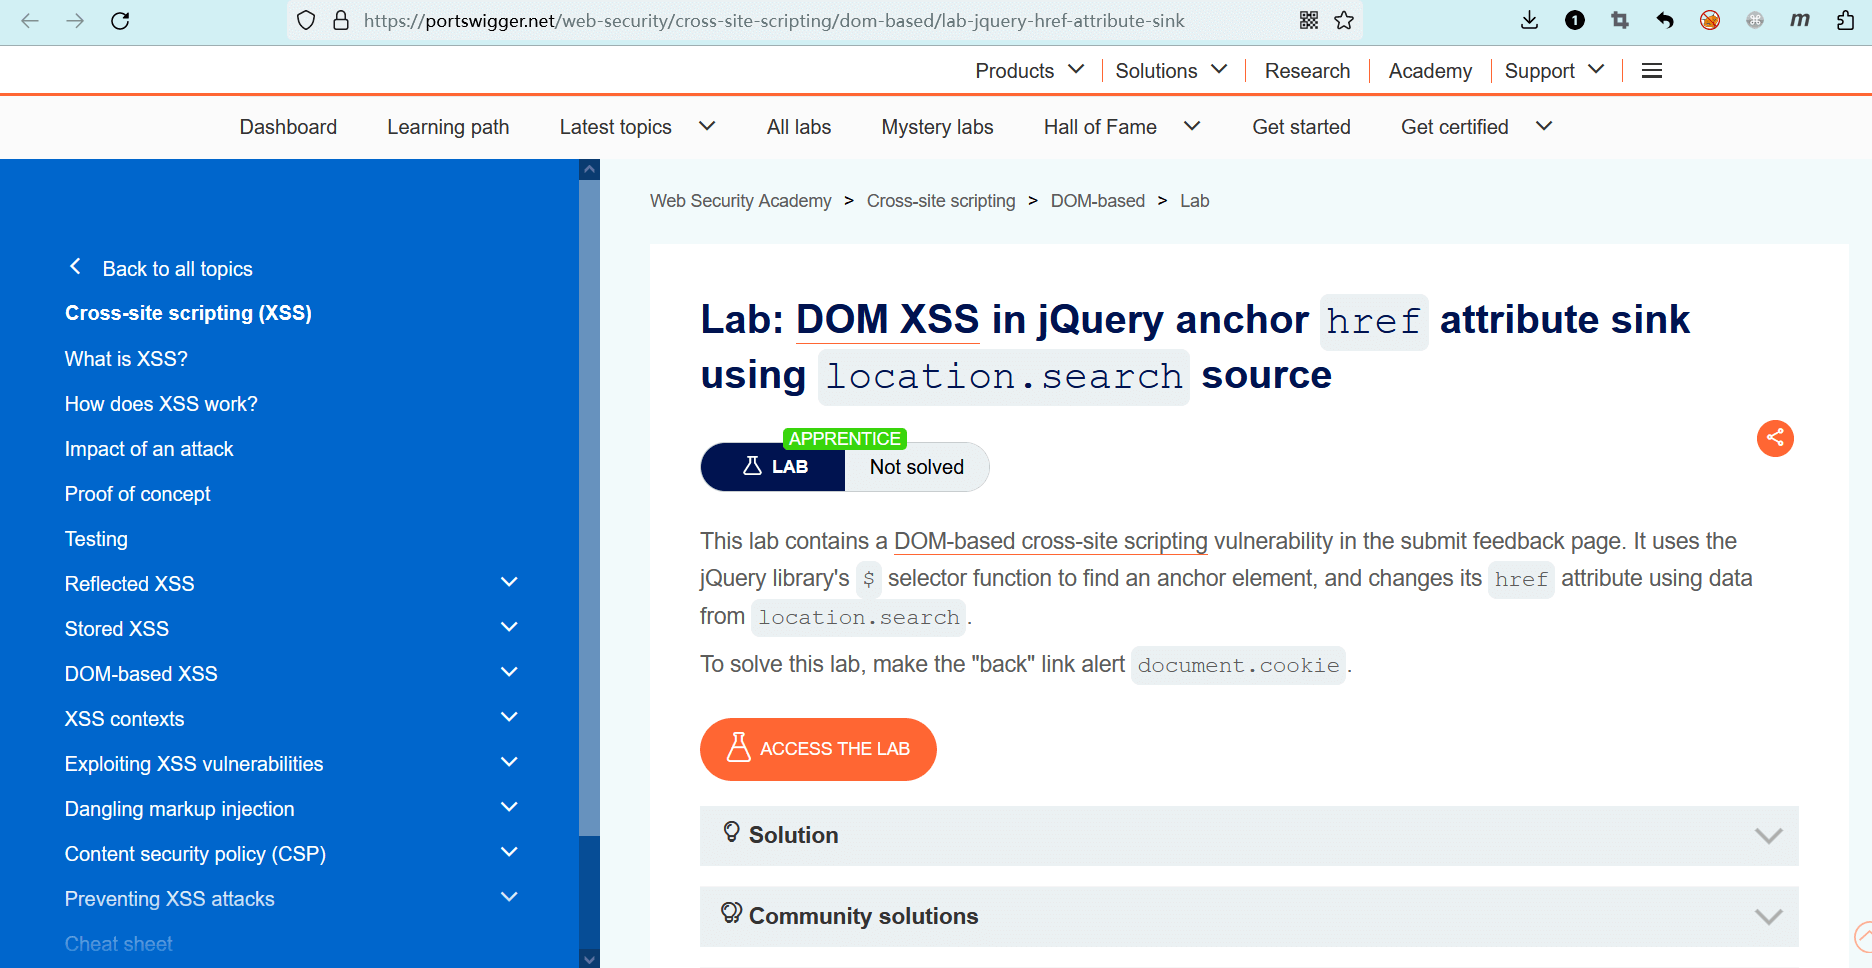 https://portswigger.net/web-security/cross-site-scripting/dom-based/lab-jquery-href-attribute-sink
1
m
Products
Solutions
Research
Academy
Support
Dashboard
Learning path
Latest topics
All labs
Mystery labs
Hall of Fame
Get started
Get certified
Back to all topics
Cross-site scripting (XSS)
What is XSS?
How does XSS work?
Impact of an attack
Proof of concept
Testing
Reflected XSS
Stored XSS
DOM-based XSS
XSS contexts
Exploiting XSS vulnerabilities
Dangling markup injection
Content security policy (CSP)
Preventing XSS attacks
Cheat sheet
Web Security Academy > Cross-site scripting > DOM-based > Lab
Lab: DOM XSS in jQuery anchor href attribute sink
using location.search source
APPRENTICE
LAB
Not solved
This lab contains a DOM-based cross-site scripting vulnerability in the submit feedback page. It uses the
jQuery library's $ selector function to find an anchor element, and changes its href attribute using data
from location.search.
To solve this lab, make the "back" link alert document.cookie.
ACCESS THE LAB
Solution
Community solutions